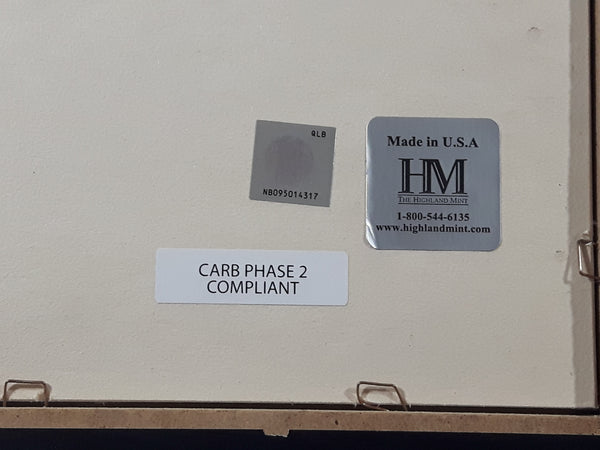 QLB
NB095014317
Made in U.S.A
HM
THE HIGHLAND MINT
1-800-544-6135
www.highlandmint.com
CARB PHASE 2
COMPLIANT